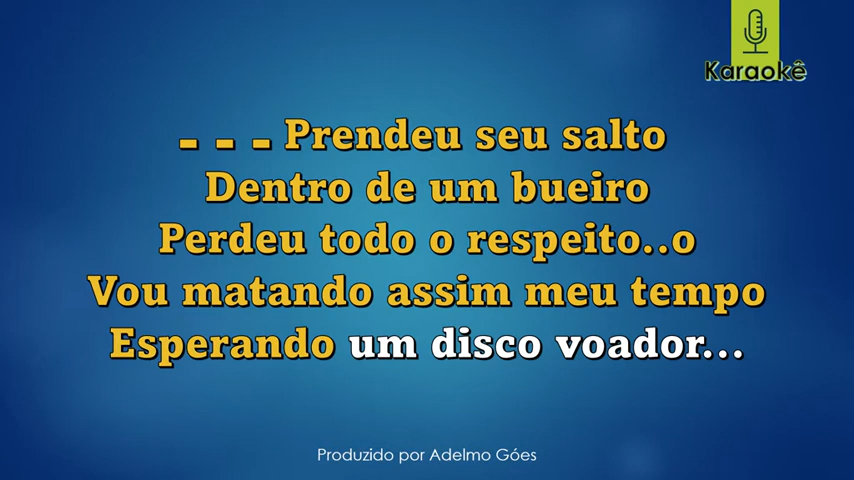 Karaokê
- - - Prendeu seu salto
Dentro de um bueiro
Perdeu todo o respeito..o
Vou matando assim meu tempo
Esperando um disco voador...
Produzido por Adelmo Góes